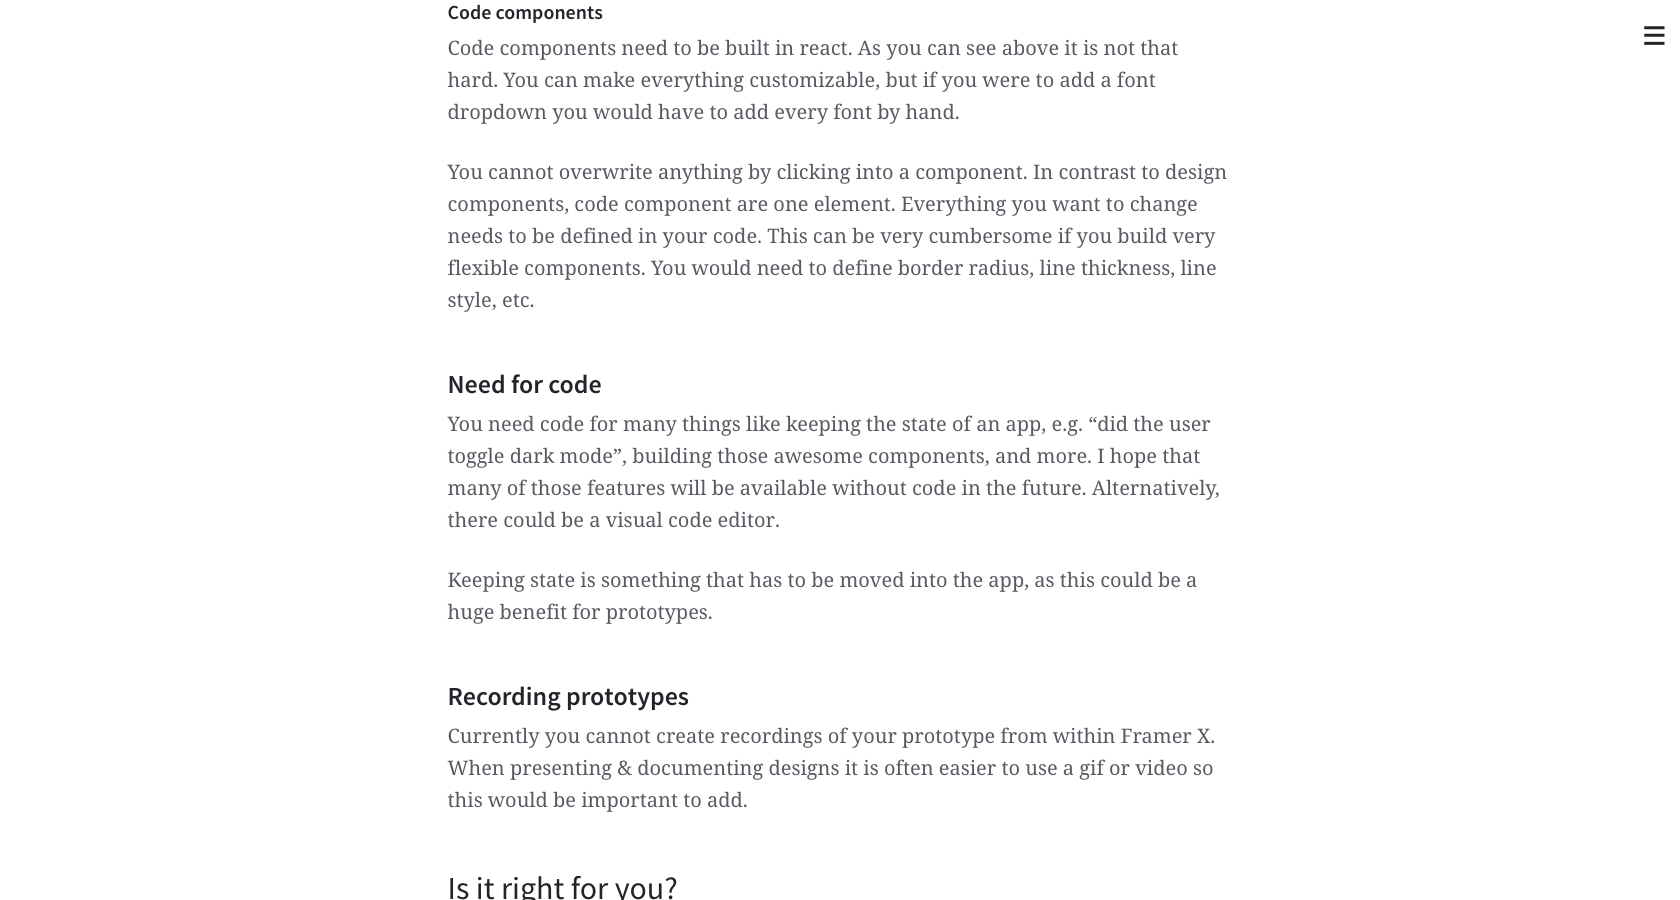 Code components
Code components need to be built in react. As you can see above it is not that
hard. You can make everything customizable, but if you were to add a font
dropdown you would have to add every font by hand.
You cannot overwrite anything by clicking into a component. In contrast to design
components, code component are one element. Everything you want to change
needs to be defined in your code. This can be very cumbersome if you build very
flexible components. You would need to define border radius, line thickness, line
style, etc.
Need for code
You need code for many things like keeping the state of an app, e.g. “did the user
toggle dark mode”, building those awesome components, and more. I hope that
many of those features will be available without code in the future. Alternatively,
there could be a visual code editor.
Keeping state is something that has to be moved into the app, as this could be a
huge benefit for prototypes.
Recording prototypes
Currently you cannot create recordings of your prototype from within Framer X.
When presenting & documenting designs it is often easier to use a gif or video so
this would be important to add.
Is it right for you?